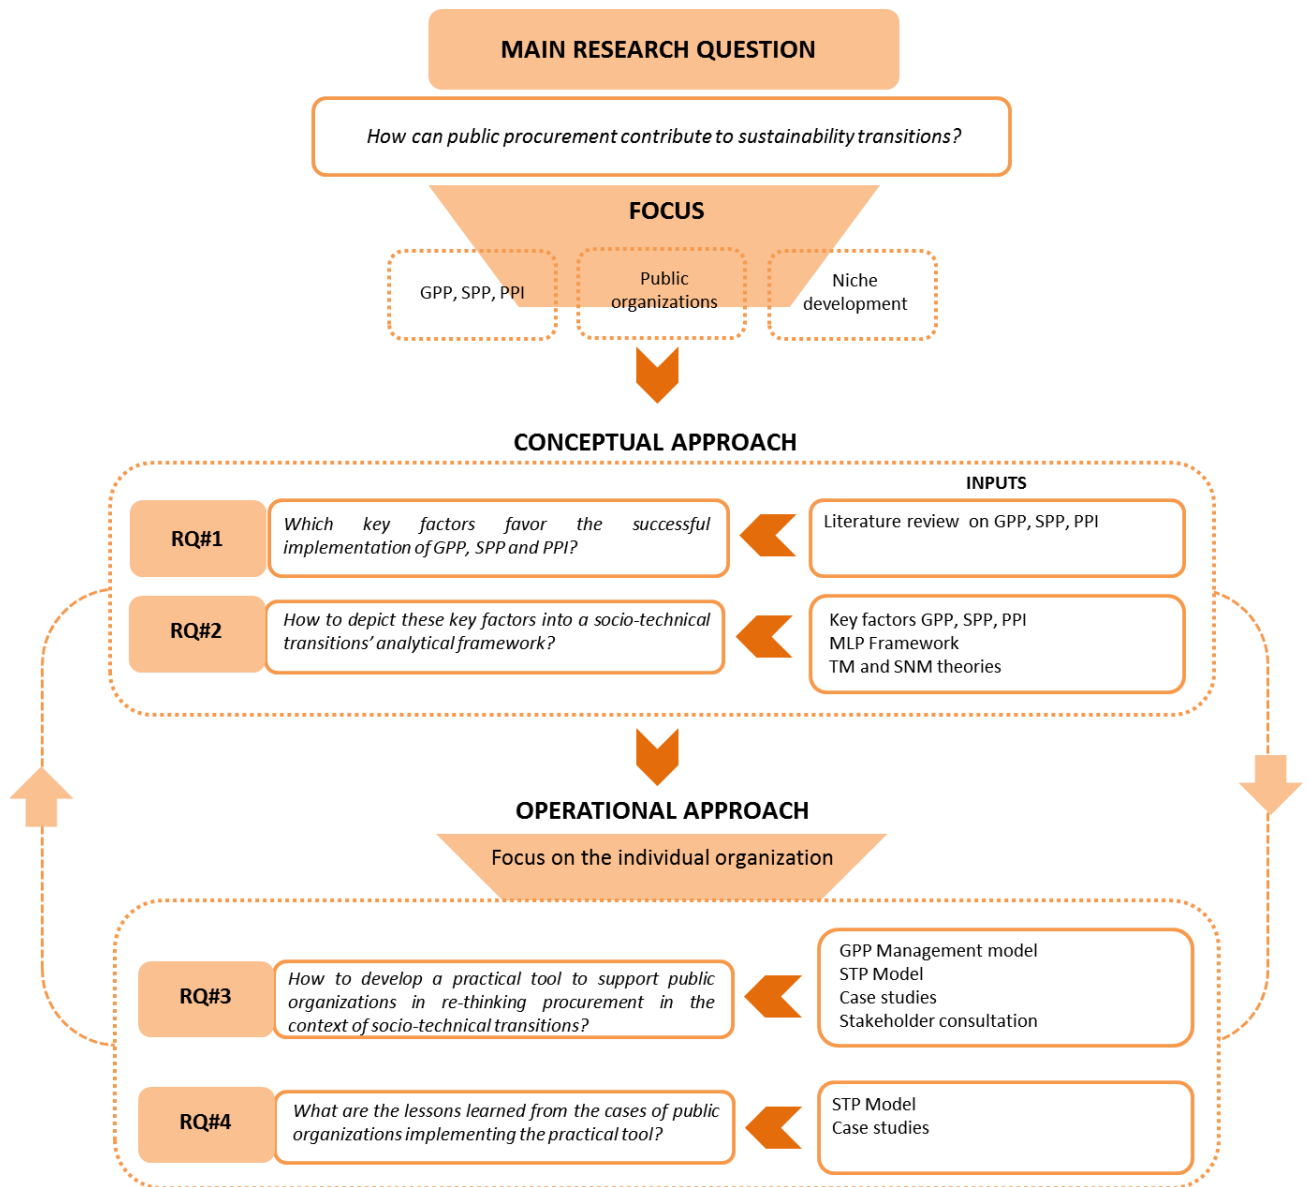 MAIN RESEARCH QUESTION
How can public procurement contribute to sustainability transitions?
FOCUS
GPP, SPP, PPI
Public
organizations
Niche
development
CONCEPTUAL APPROACH
INPUTS
RQ#1
Which key factors favor the successful
implementation of GPP, SPP and PPI?
Literature review on GPP, SPP, PPI
RQ#2
How to depict these key factors into a socio-technical
transitions' analytical framework?
Key factors GPP, SPP, PPI
MLP Framework
TM and SNM theories
OPERATIONAL APPROACH
Focus on the individual organization
RQ#3
How to develop a practical tool to support public
organizations in re-thinking procurement in the
context of socio-technical transitions?
GPP Management model
STP Model
Case studies
Stakeholder consultation
RQ#4
What are the lessons learned from the cases of public
organizations implementing the practical tool?
STP Model
Case studies